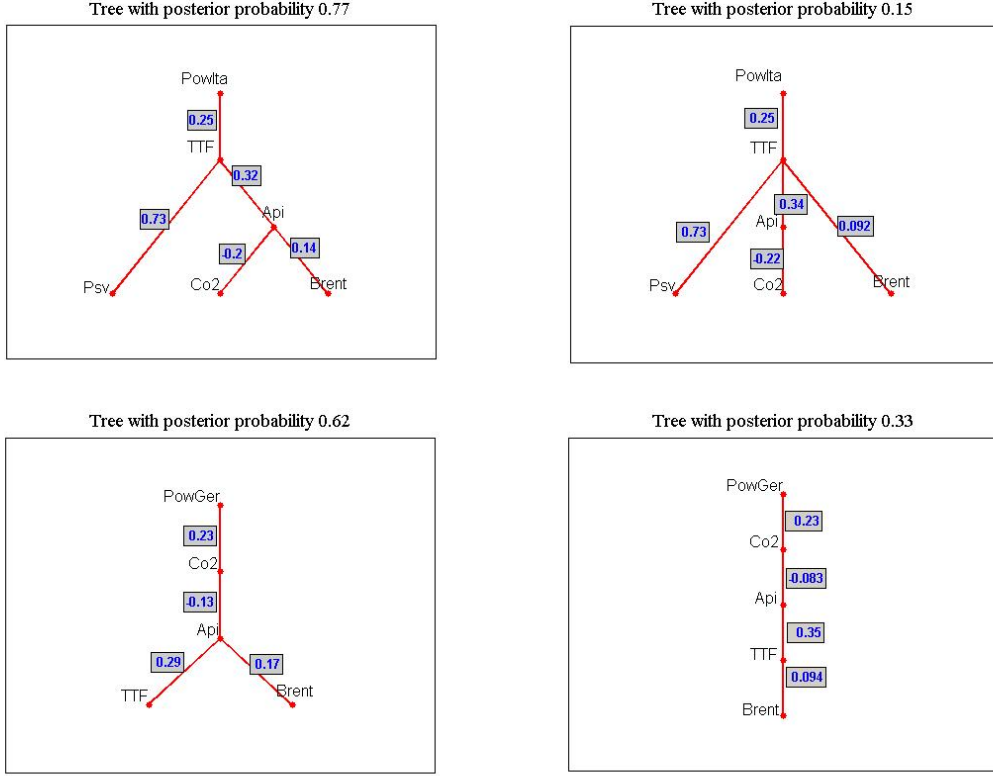 Tree with posterior probability 0.77
PowIta
0.25
TTF
0.32
0.73
Api
-0.2
0.14
Psv
Co2
Brent
Tree with posterior probability 0.15
PowIta
0.25
TTF
0.34
0.73
Api
0.092
-0.22
Psv
Co2
Brent
Tree with posterior probability 0.62
PowGer
0.23
Co2
-0.13
Api
0.29
0.17
TTF
Brent
Tree with posterior probability 0.33
PowGer
0.23
Co2
-0.083
Api
0.35
TTF
0.094
Brent